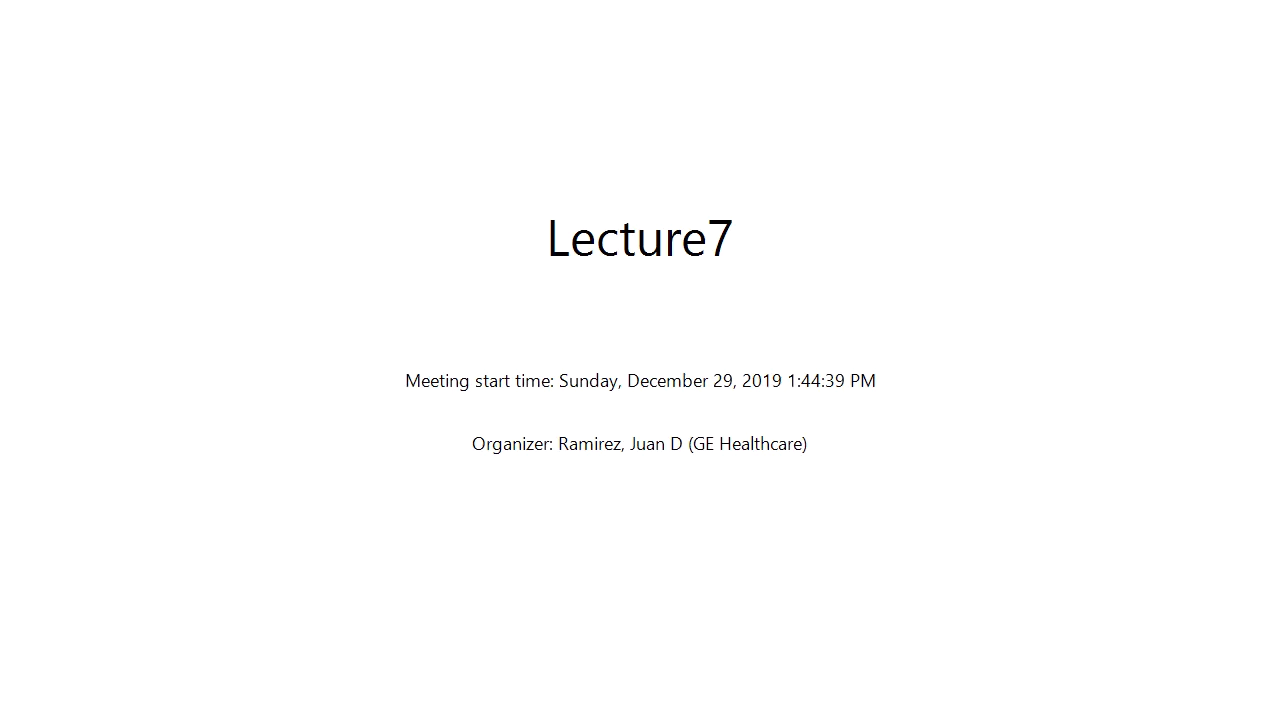 Lecture7
Meeting start time: Sunday, December 29, 2019 1:44:39 PM
Organizer: Ramirez, Juan D (GE Healthcare)